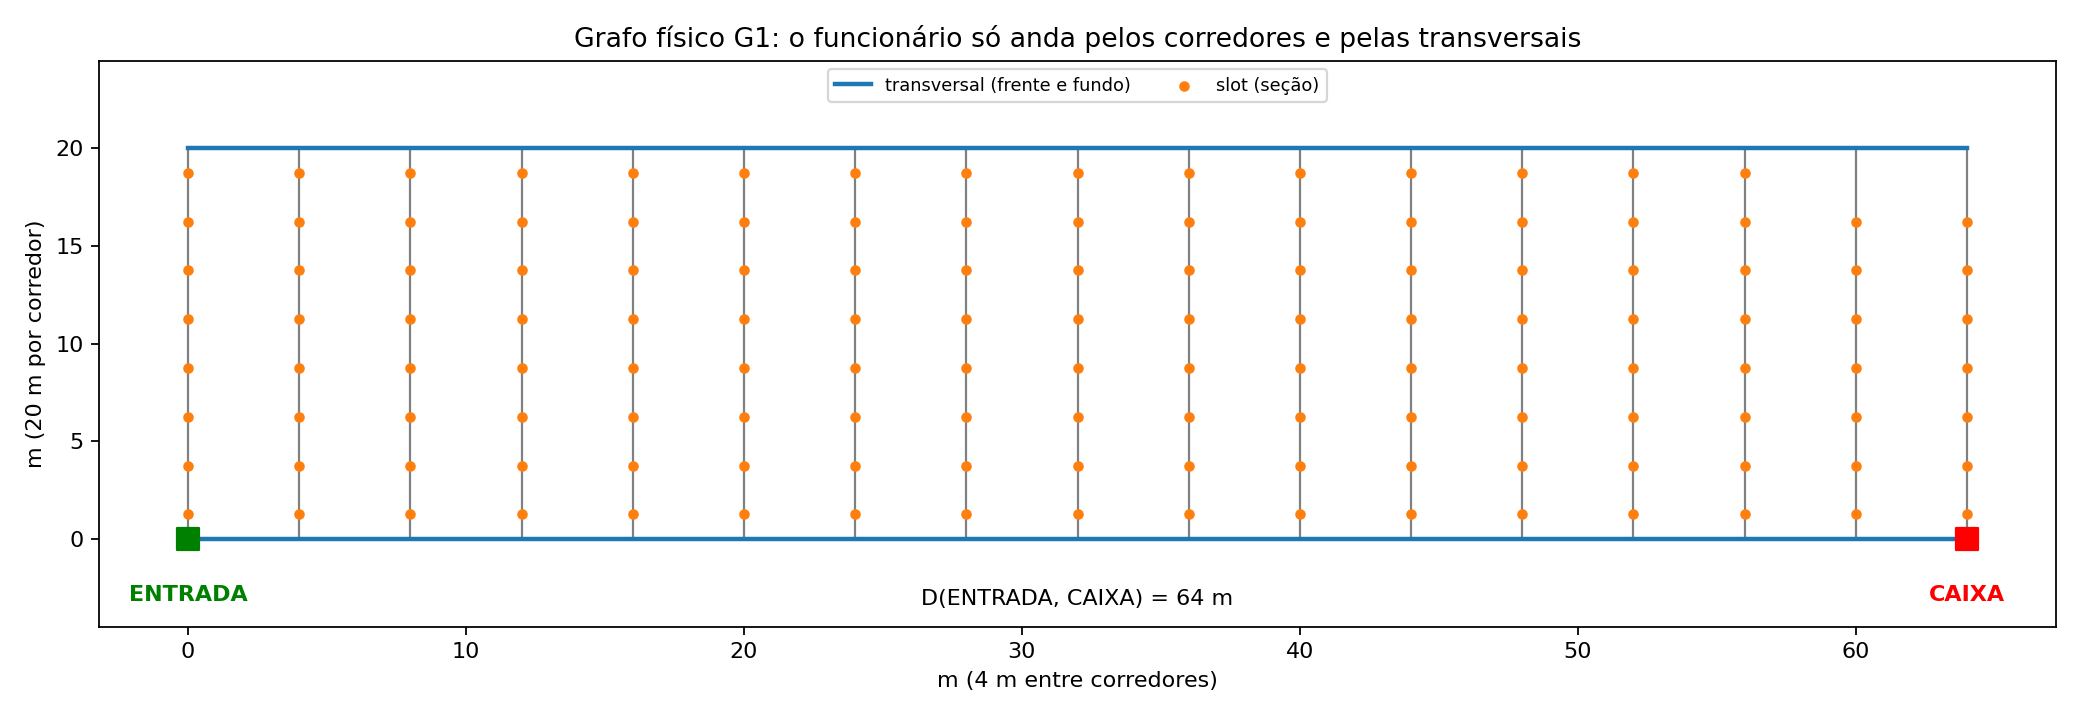 Grafo físico G1: o funcionário só anda pelos corredores e pelas transversais
transversal (frente e fundo) slot (seção)
m (20 m por corredor)
20
15
10
5
0
ENTRADA D(ENTRADA, CAIXA) = 64 m CAIXA
0 10 20 30 40 50 60
m (4 m entre corredores)